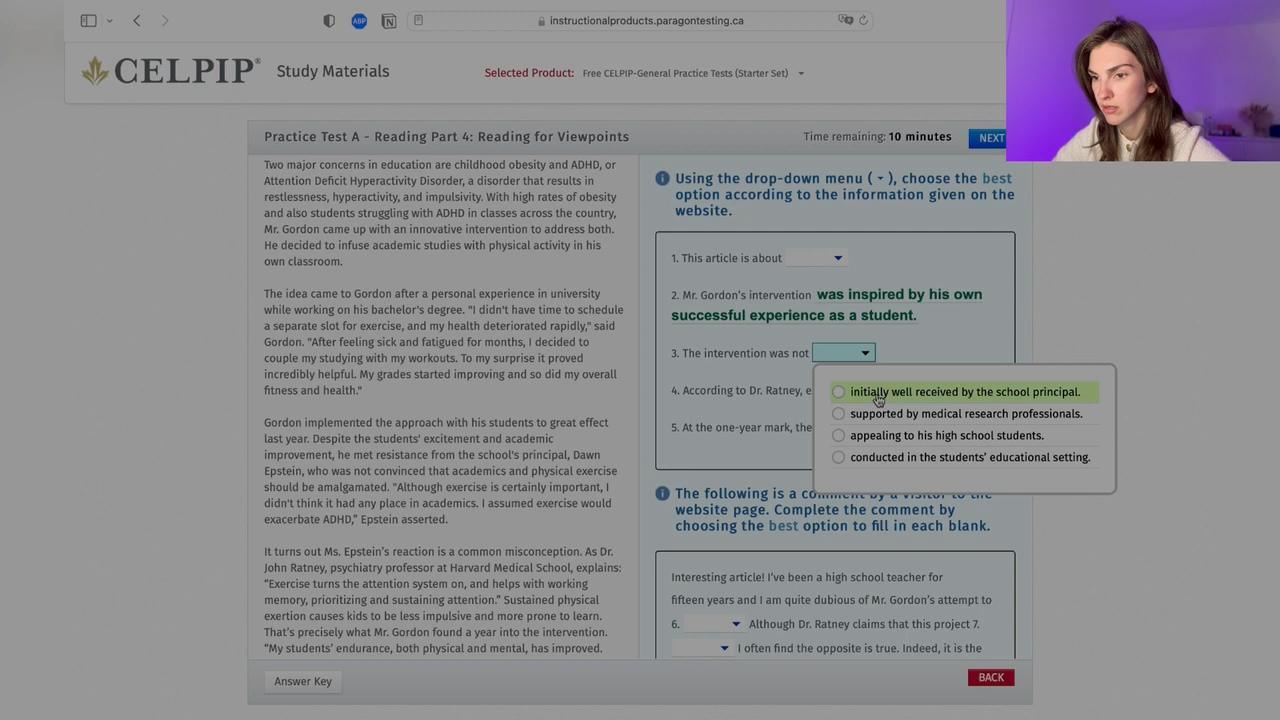 ABP
instructionalproducts.paragontesting.ca
CELPIP®
Study Materials
Selected Product: Free CELPIP-General Practice Tests (Starter Set)
Practice Test A - Reading Part 4: Reading for Viewpoints
Time remaining: 10 minutes
NEXT
Two major concerns in education are childhood obesity and ADHD, or
Attention Deficit Hyperactivity Disorder, a disorder that results in
restlessness, hyperactivity, and impulsivity. With high rates of obesity
and also students struggling with ADHD in classes across the country,
Mr. Gordon came up with an innovative intervention to address both.
He decided to infuse academic studies with physical activity in his
own classroom.
The idea came to Gordon after a personal experience in university
while working on his bachelor's degree. "I didn't have time to schedule
a separate slot for exercise, and my health deteriorated rapidly," said
Gordon. "After feeling sick and fatigued for months, I decided to
couple my studying with my workouts. To my surprise it proved
incredibly helpful. My grades started improving and so did my overall
fitness and health."
Gordon implemented the approach with his students to great effect
last year. Despite the students' excitement and academic
improvement, he met resistance from the school's principal, Dawn
Epstein, who was not convinced that academics and physical exercise
should be amalgamated. "Although exercise is certainly important, I
didn't think it had any place in academics. I assumed exercise would
exacerbate ADHD,” Epstein asserted.
It turns out Ms. Epstein’s reaction is a common misconception. As Dr.
John Ratney, psychiatry professor at Harvard Medical School, explains:
“Exercise turns the attention system on, and helps with working
memory, prioritizing and sustaining attention.” Sustained physical
exertion causes kids to be less impulsive and more prone to learn.
That’s precisely what Mr. Gordon found a year into the intervention.
“My students’ endurance, both physical and mental, has improved.
Answer Key
Using the drop-down menu ( ), choose the best
option according to the information given on the
website.
1. This article is about
2. Mr. Gordon’s intervention was inspired by his own
successful experience as a student.
3. The intervention was not
initially well received by the school principal.
supported by medical research professionals.
appealing to his high school students.
conducted in the students’ educational setting.
4. According to Dr. Ratney, e
5. At the one-year mark, the
The following is a comment by a visitor to the
website page. Complete the comment by
choosing the best option to fill in each blank.
Interesting article! I’ve been a high school teacher for
fifteen years and I am quite dubious of Mr. Gordon’s attempt to
6. Although Dr. Ratney claims that this project 7.
I often find the opposite is true. Indeed, it is the
BACK